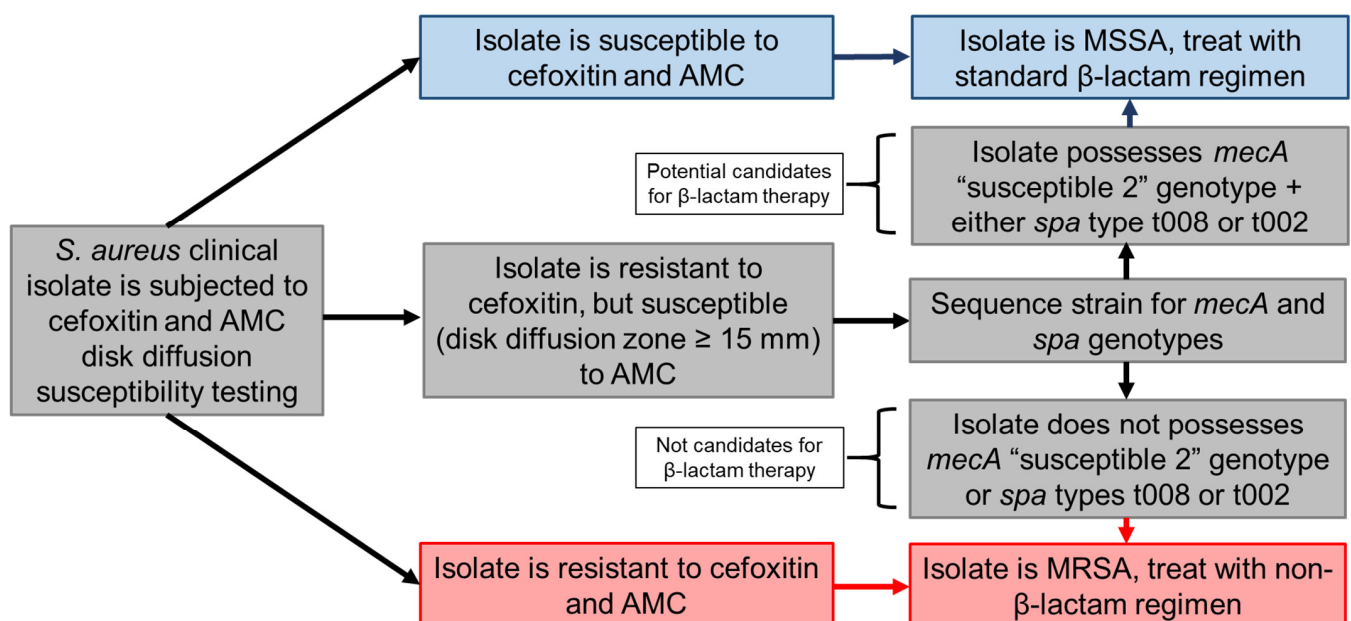 S. aureus clinical
isolate is subjected to
cefoxitin and AMC
disk diffusion
susceptibility testing
Isolate is susceptible to
cefoxitin and AMC
Isolate is MSSA, treat with
standard β-lactam regimen
Potential candidates
for β-lactam therapy
Isolate possesses mecA
“susceptible 2” genotype +
either spa type t008 or t002
Isolate is resistant to
cefoxitin, but susceptible
(disk diffusion zone ≥ 15 mm)
to AMC
Sequence strain for mecA and
spa genotypes
Not candidates for
β-lactam therapy
Isolate does not possesses
mecA “susceptible 2” genotype
or spa types t008 or t002
Isolate is resistant to cefoxitin
and AMC
Isolate is MRSA, treat with non-
β-lactam regimen